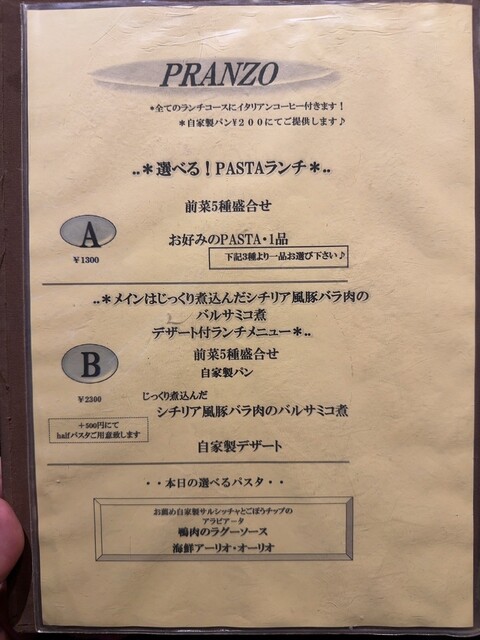 PRANZO
*全てのランチコースにイタリアンコーヒー付きます！
*自家製パン¥200にてご提供します♪
..*選べる！PASTAランチ*..
前菜5種盛合せ
A
¥1300
お好みのPASTA・1品
下記3種より一品お選び下さい♪
..*メインはじっくり煮込んだシチリア風豚バラ肉の
バルサミコ煮
デザート付ランチメニュー*..
B
¥2300
前菜5種盛合せ
自家製パン
じっくり煮込んだ
シチリア風豚バラ肉のバルサミコ煮
+500円にて
halfパスタご用意致します
自家製デザート
・・本日の選べるパスタ・・
お薦め自家製サルシッチャとごぼうチップの
アラビアータ
鴨肉のラグーソース
海鮮アーリオ・オーリオ